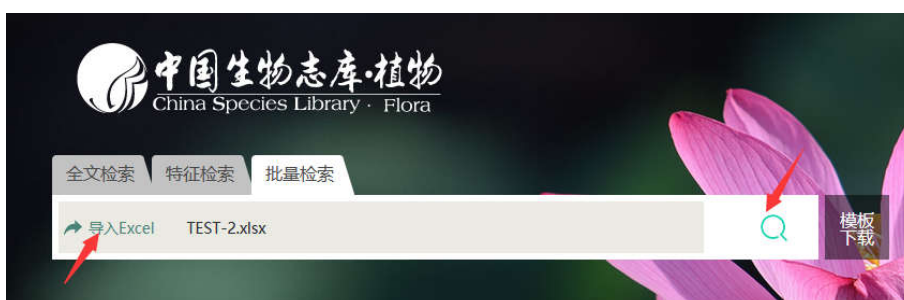 中国生物志库·植物
China Species Library · Flora
全文检索 特征检索 批量检索
导入Excel TEST-2.xlsx
模板
下载